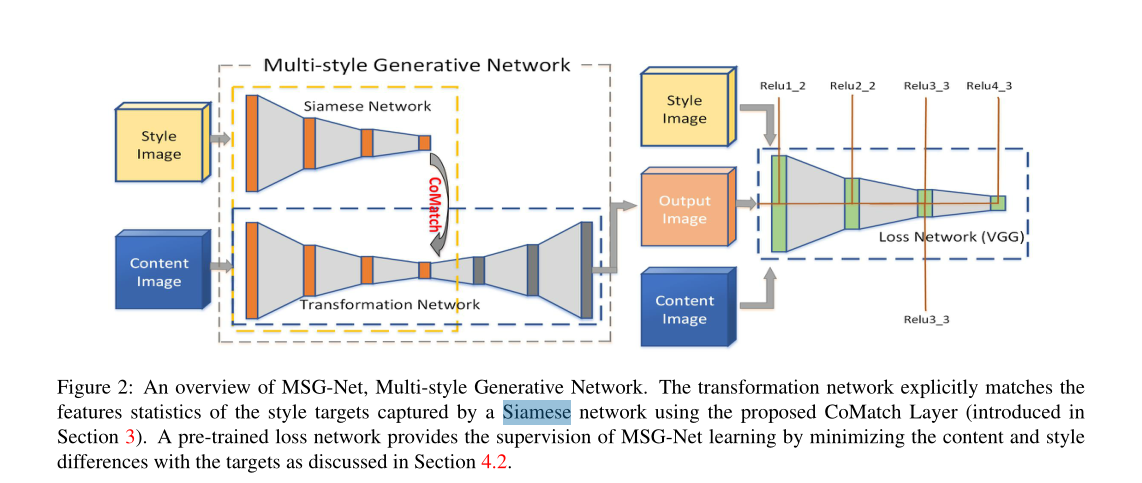 Multi-style Generative Network
Siamese Network
Style
Image
CoMatch
Content
Image
Transformation Network
Style
Image
Output
Image
Content
Image
Relu1_2
Relu2_2
Relu3_3
Relu4_3
Loss Network (VGG)
Relu3_3
Figure 2: An overview of MSG-Net, Multi-style Generative Network. The transformation network explicitly matches the
features statistics of the style targets captured by a Siamese network using the proposed CoMatch Layer (introduced in
Section 3). A pre-trained loss network provides the supervision of MSG-Net learning by minimizing the content and style
differences with the targets as discussed in Section 4.2.